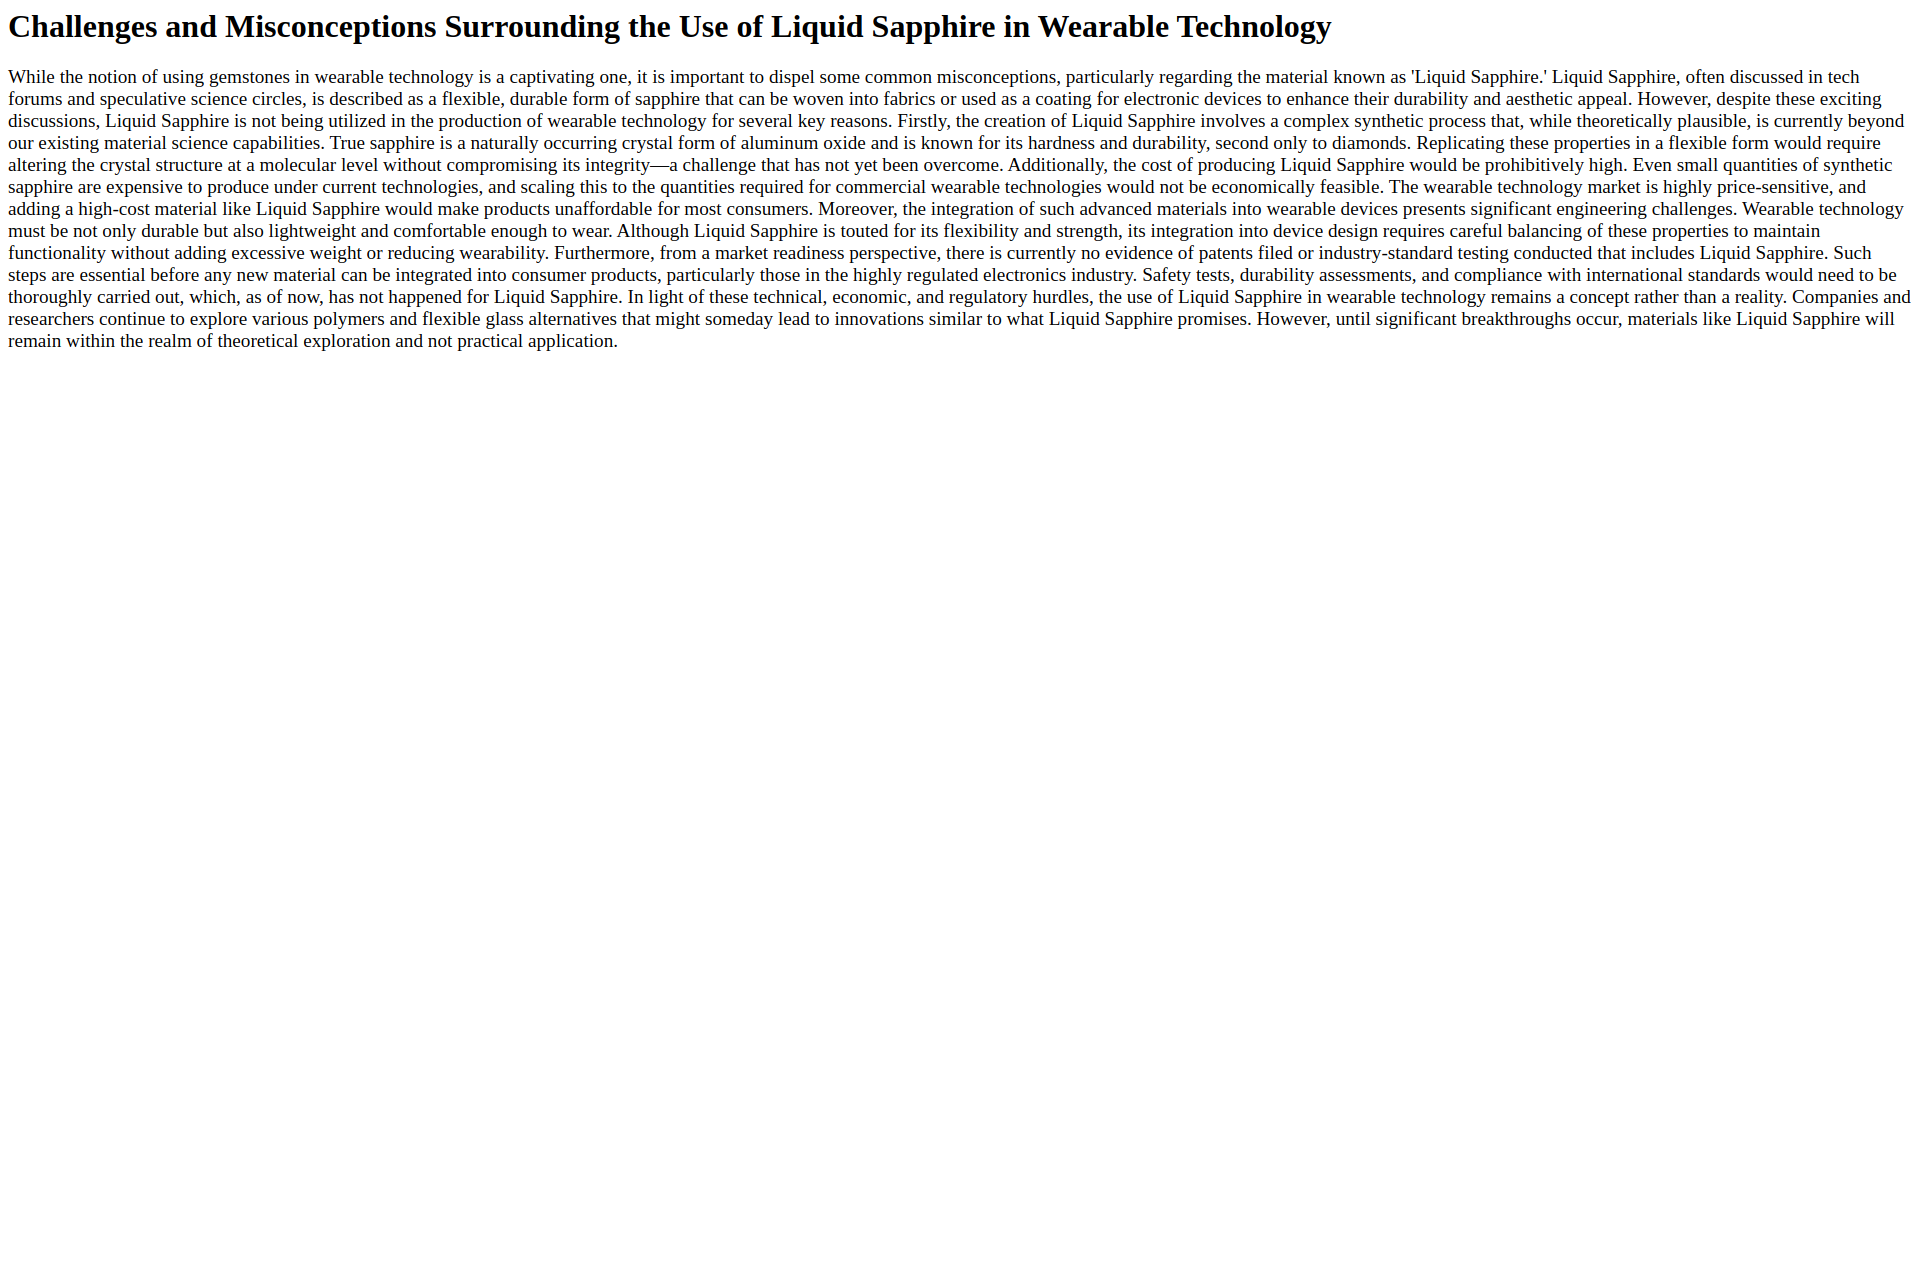 Challenges and Misconceptions Surrounding the Use of Liquid Sapphire in Wearable Technology
While the notion of using gemstones in wearable technology is a captivating one, it is important to dispel some common misconceptions, particularly regarding the material known as 'Liquid Sapphire.' Liquid Sapphire, often discussed in tech
forums and speculative science circles, is described as a flexible, durable form of sapphire that can be woven into fabrics or used as a coating for electronic devices to enhance their durability and aesthetic appeal. However, despite these exciting
discussions, Liquid Sapphire is not being utilized in the production of wearable technology for several key reasons. Firstly, the creation of Liquid Sapphire involves a complex synthetic process that, while theoretically plausible, is currently beyond
our existing material science capabilities. True sapphire is a naturally occurring crystal form of aluminum oxide and is known for its hardness and durability, second only to diamonds. Replicating these properties in a flexible form would require
altering the crystal structure at a molecular level without compromising its integrity—a challenge that has not yet been overcome. Additionally, the cost of producing Liquid Sapphire would be prohibitively high. Even small quantities of synthetic
sapphire are expensive to produce under current technologies, and scaling this to the quantities required for commercial wearable technologies would not be economically feasible. The wearable technology market is highly price-sensitive, and
adding a high-cost material like Liquid Sapphire would make products unaffordable for most consumers. Moreover, the integration of such advanced materials into wearable devices presents significant engineering challenges. Wearable technology
must be not only durable but also lightweight and comfortable enough to wear. Although Liquid Sapphire is touted for its flexibility and strength, its integration into device design requires careful balancing of these properties to maintain
functionality without adding excessive weight or reducing wearability. Furthermore, from a market readiness perspective, there is currently no evidence of patents filed or industry-standard testing conducted that includes Liquid Sapphire. Such
steps are essential before any new material can be integrated into consumer products, particularly those in the highly regulated electronics industry. Safety tests, durability assessments, and compliance with international standards would need to be
thoroughly carried out, which, as of now, has not happened for Liquid Sapphire. In light of these technical, economic, and regulatory hurdles, the use of Liquid Sapphire in wearable technology remains a concept rather than a reality. Companies and
researchers continue to explore various polymers and flexible glass alternatives that might someday lead to innovations similar to what Liquid Sapphire promises. However, until significant breakthroughs occur, materials like Liquid Sapphire will
remain within the realm of theoretical exploration and not practical application.